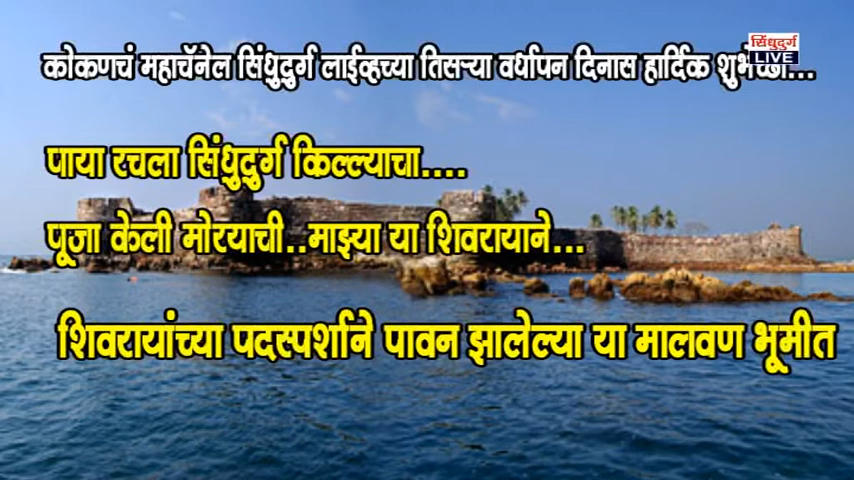 सिंधुदुर्ग
LIVE
कोकणचं महाचॅनेल सिंधुदुर्ग लाईव्हच्या तिसऱ्या वर्धापन दिनास हार्दिक शुभेच्छा...
पाया रचला सिंधुदुर्ग किल्ल्याचा....
पूजा केली मोरयाची..माझ्या या शिवरायाने...
शिवरायांच्या पदस्पर्शाने पावन झालेल्या या मालवण भूमीत